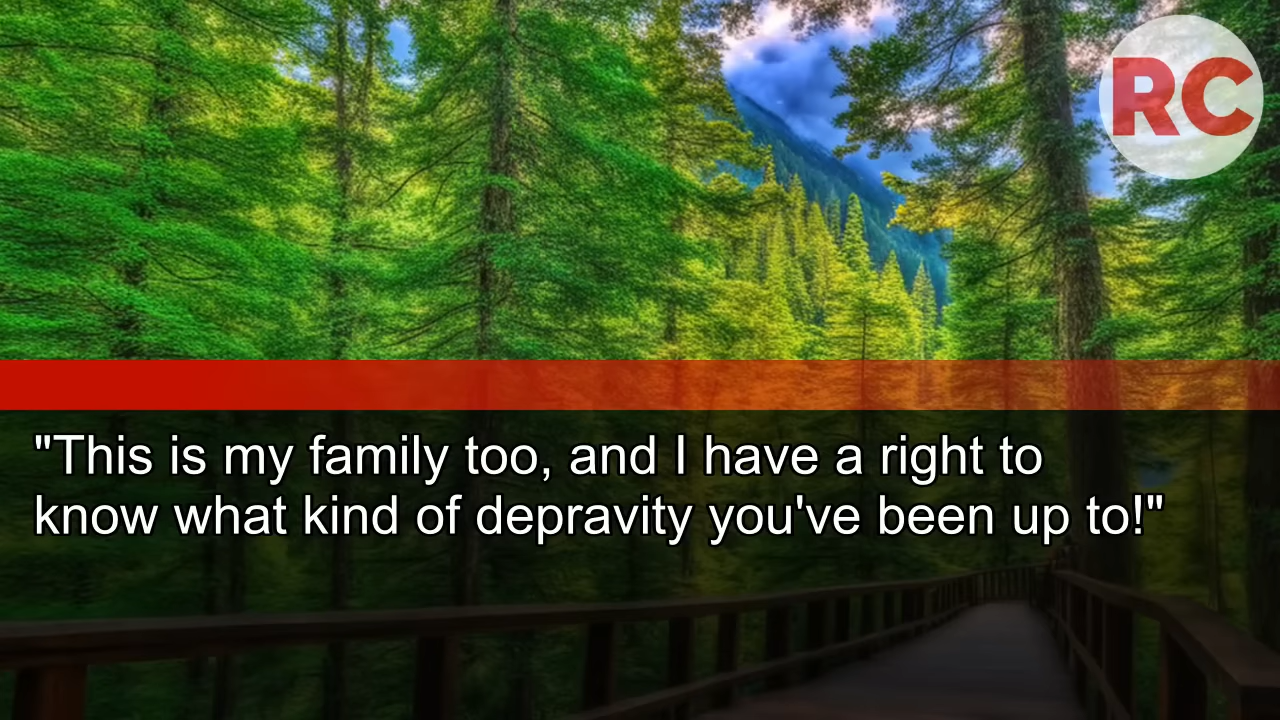 RC
"This is my family too, and I have a right to
know what kind of depravity you've been up to!"